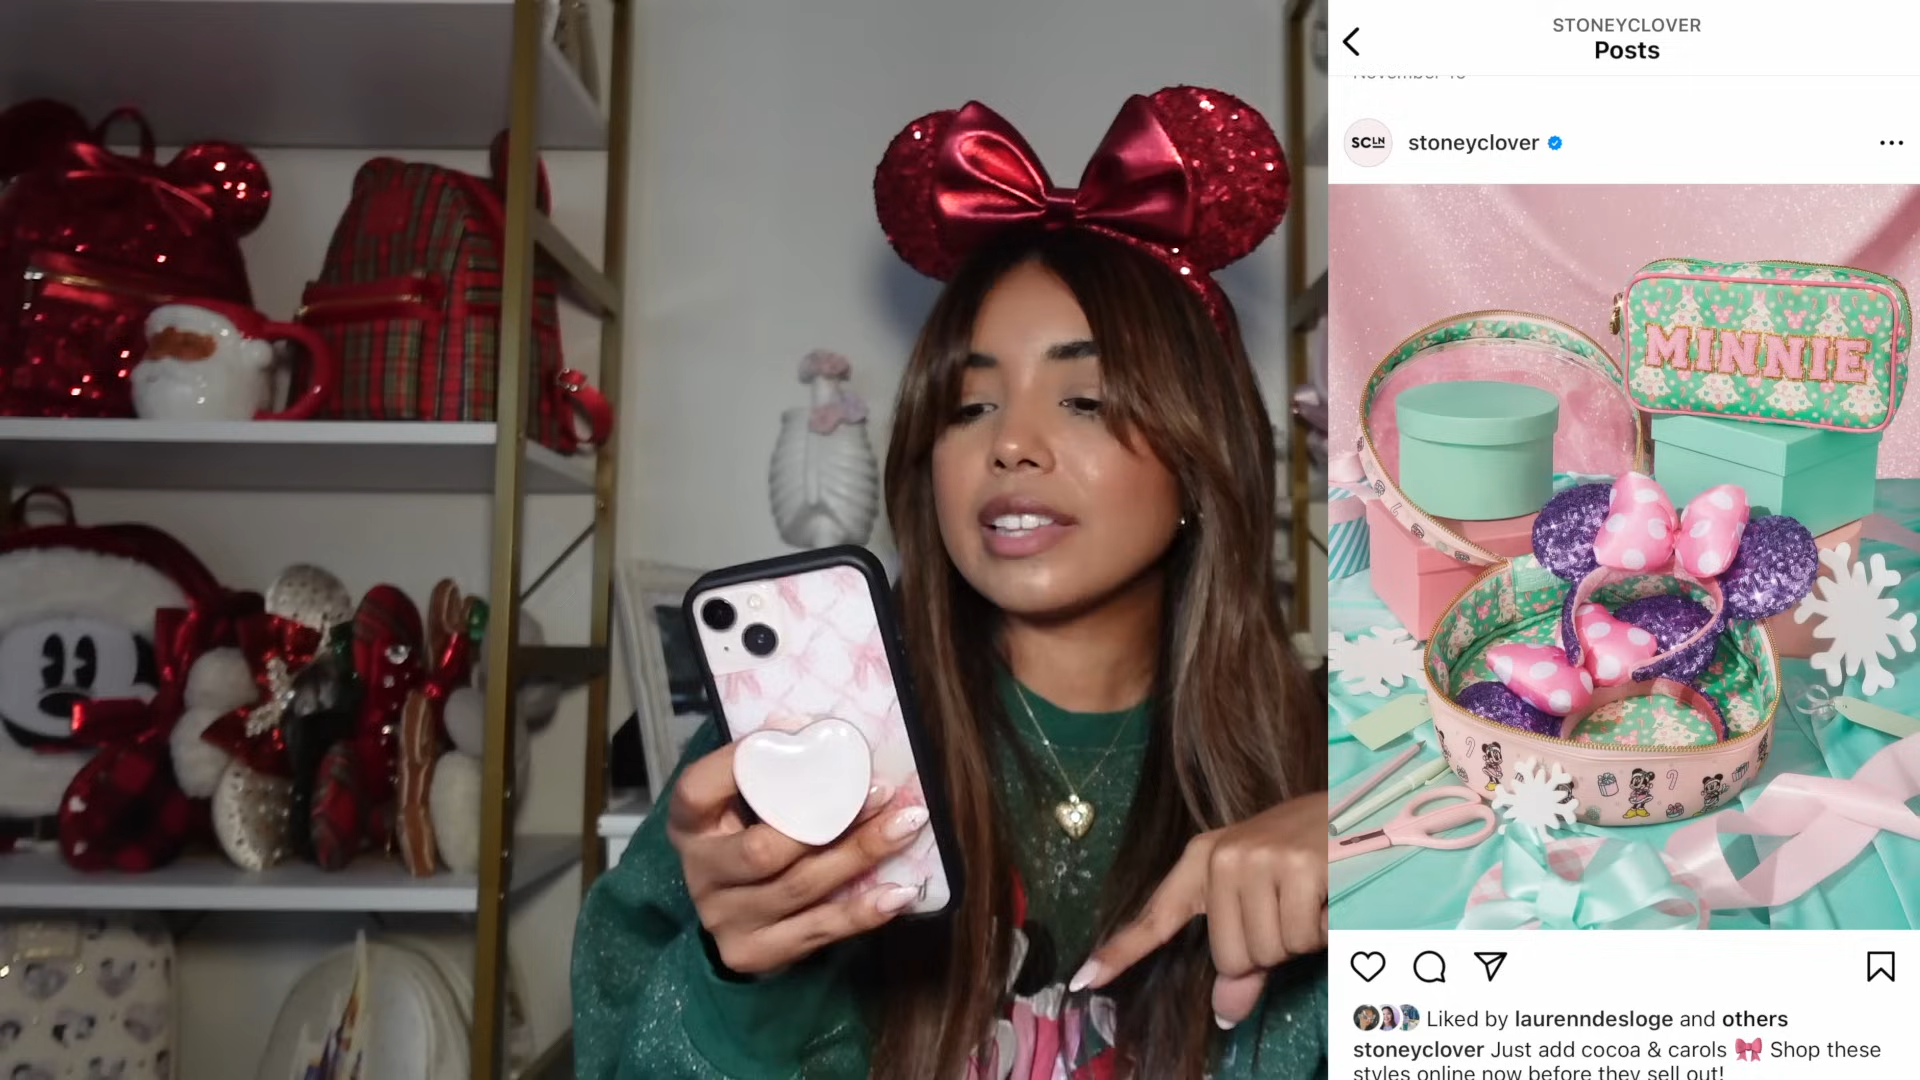 STONEYCLOVER
Posts
SCLN
stoneyclover
MINNIE
Liked by laurenndesloge and others
stoneyclover Just add cocoa & carols 🎀 Shop these
styles online now before they sell out!